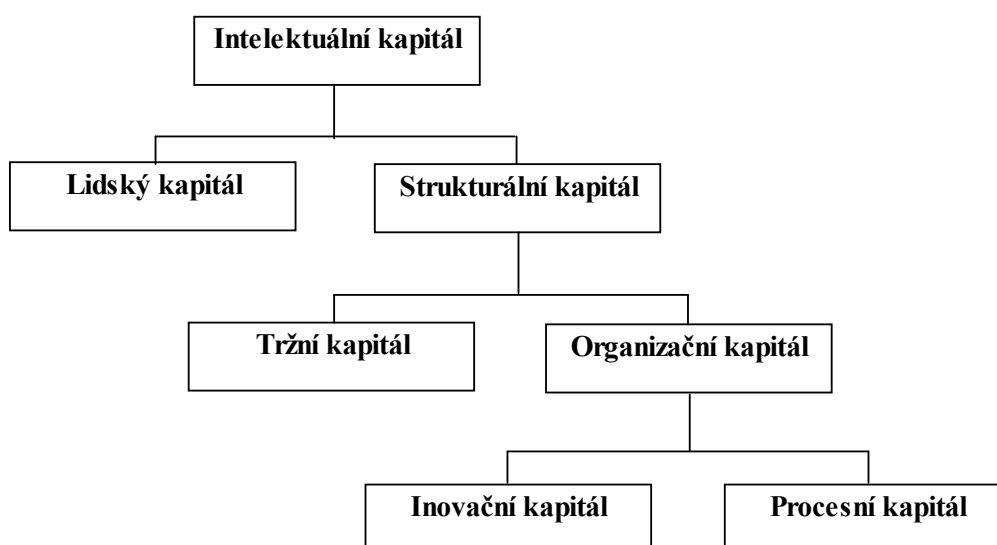 Intelektuální kapitál
Lidský kapitál
Strukturální kapitál
Tržní kapitál
Organizační kapitál
Inovační kapitál
Procesní kapitál